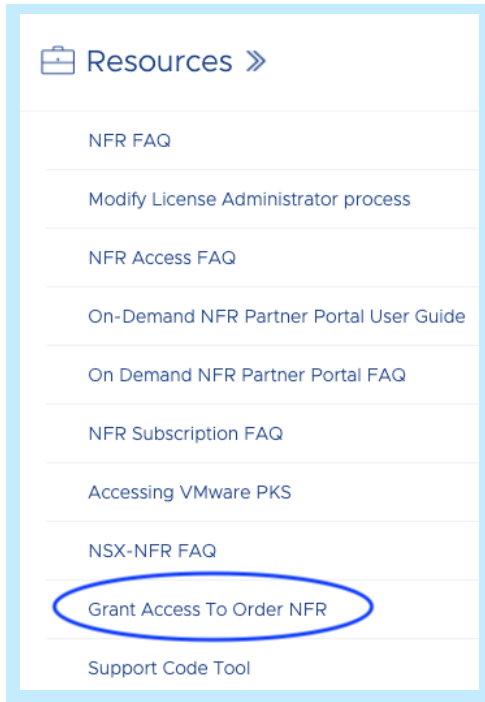 Resources
NFR FAQ
Modify License Administrator process
NFR Access FAQ
On-Demand NFR Partner Portal User Guide
On Demand NFR Partner Portal FAQ
NFR Subscription FAQ
Accessing VMware PKS
NSX-NFR FAQ
Grant Access To Order NFR
Support Code Tool